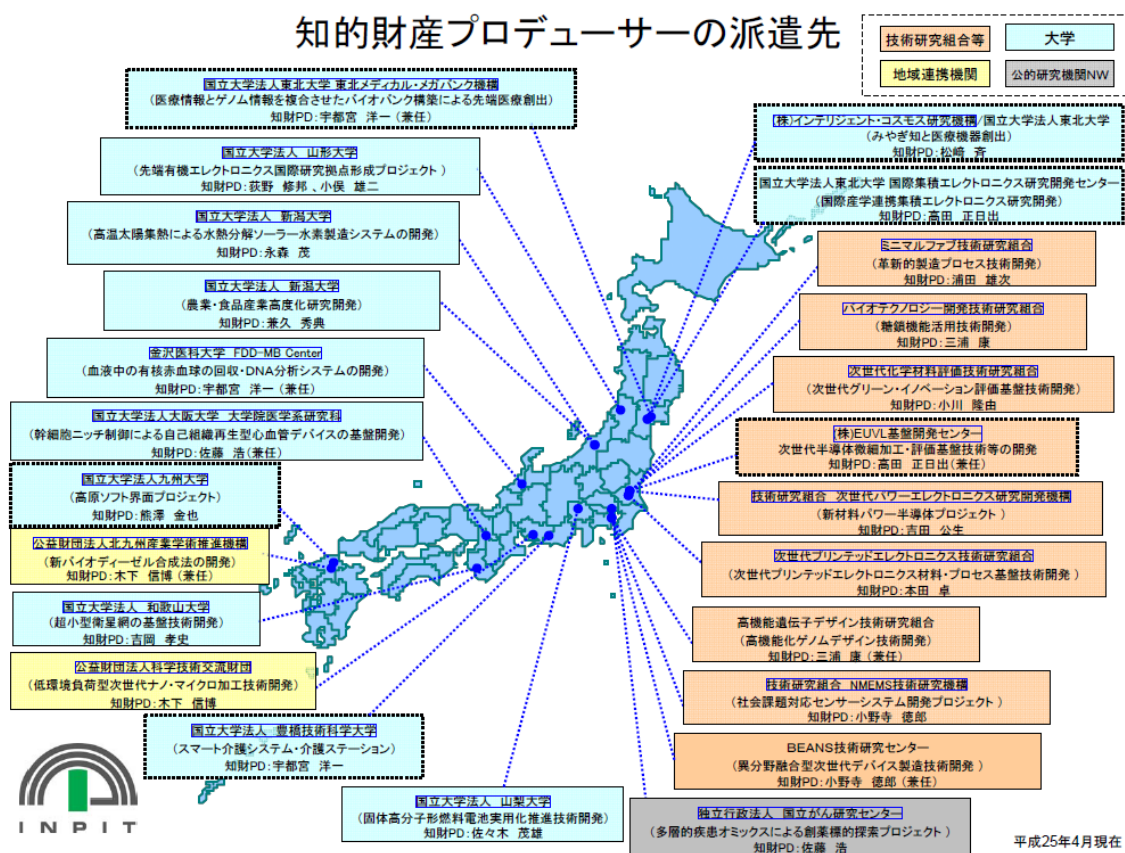 知的財産プロデューサーの派遣先
技術研究組合等
大学
地域連携機関
公的研究機関NW
国立大学法人東北大学 東北メディカル・メガバンク機構
(医療情報とゲノム情報を複合させたバイオバンク構築による先端医療創出)
知財PD:宇都宮 洋一(兼任)
国立大学法人 山形大学
(先端有機エレクトロニクス国際研究拠点形成プロジェクト)
知財PD:荻野 修邦、小俣 雄二
国立大学法人 新潟大学
(高温太陽集熱による水熱分解ソーラー水素製造システムの開発)
知財PD:永森 茂
国立大学法人 新潟大学
(農業・食品産業高度化研究開発)
知財PD:兼久 秀典
金沢医科大学 FDD-MB Center
(血液中の有核赤血球の回収・DNA分析システムの開発)
知財PD:宇都宮 洋一(兼任)
国立大学法人大阪大学 大学院医学系研究科
(幹細胞ニッチ制御による自己組織再生型心血管デバイスの基盤開発)
知財PD:佐藤 浩(兼任)
国立大学法人九州大学
(高原ソフト界面プロジェクト)
知財PD:熊澤 金也
公益財団法人北九州産業学術推進機構
(新バイオディーゼル合成法の開発)
知財PD:木下 信博(兼任)
国立大学法人 和歌山大学
(超小型衛星網の基盤技術開発)
知財PD:吉岡 孝史
公益財団法人科学技術交流財団
(低環境負荷型次世代ナノ・マイクロ加工技術開発)
知財PD:木下 信博
国立大学法人 豊橋技術科学大学
(スマート介護システム・介護ステーション)
知財PD:宇都宮 洋一
国立大学法人 山梨大学
(固体高分子形燃料電池実用化推進技術開発)
知財PD:佐々木 茂雄
(株)インテリジェント・コスモス研究機構/国立大学法人東北大学
(みやぎ知と医療機器創出)
知財PD:松﨑 斉
国立大学法人東北大学 国際集積エレクトロニクス研究開発センター
(国際産学連携集積エレクトロニクス研究開発)
知財PD:高田 正日出
ミニマルファブ技術研究組合
(革新的製造プロセス技術開発)
知財PD:浦田 雄次
バイオテクノロジー開発技術研究組合
(糖鎖機能活用技術開発)
知財PD:三浦 康
次世代化学材料評価技術研究組合
(次世代グリーン・イノベーション評価基盤技術開発)
知財PD:小川 隆由
(株)EUVL基盤開発センター
次世代半導体微細加工・評価基盤技術等の開発
知財PD:高田 正日出(兼任)
技術研究組合 次世代パワーエレクトロニクス研究開発機構
(新材料パワー半導体プロジェクト)
知財PD:吉田 公生
次世代プリンテッドエレクトロニクス技術研究組合
(次世代プリンテッドエレクトロニクス材料・プロセス基盤技術開発)
知財PD:本田 卓
高機能遺伝子デザイン技術研究組合
(高機能化ゲノムデザイン技術開発)
知財PD:三浦 康(兼任)
技術研究組合 NMEMS技術研究機構
(社会課題対応センサーシステム開発プロジェクト)
知財PD:小野寺 徳郎
BEANS技術研究センター
(異分野融合型次世代デバイス製造技術開発)
知財PD:小野寺 徳郎(兼任)
独立行政法人 国立がん研究センター
(多層的疾患オミックスによる創薬標的探索プロジェクト)
知財PD:佐藤 浩
INPIT
平成25年4月現在